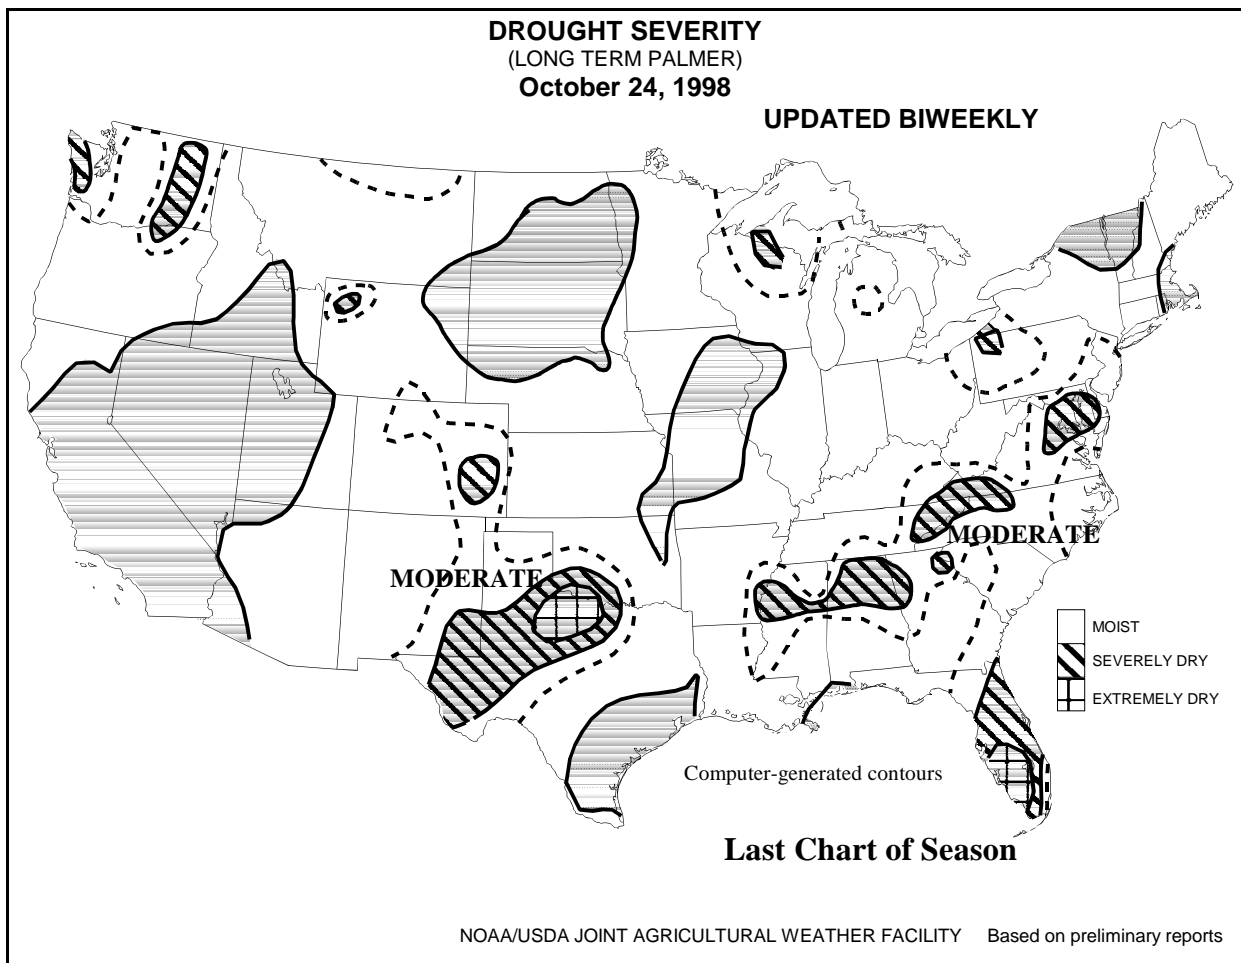 DROUGHT SEVERITY
(LONG TERM PALMER)
October 24, 1998
UPDATED BIWEEKLY
MODERATE
MODERATE
MOIST
SEVERELY DRY
EXTREMELY DRY
Computer-generated contours
Last Chart of Season
NOAA/USDA JOINT AGRICULTURAL WEATHER FACILITY Based on preliminary reports